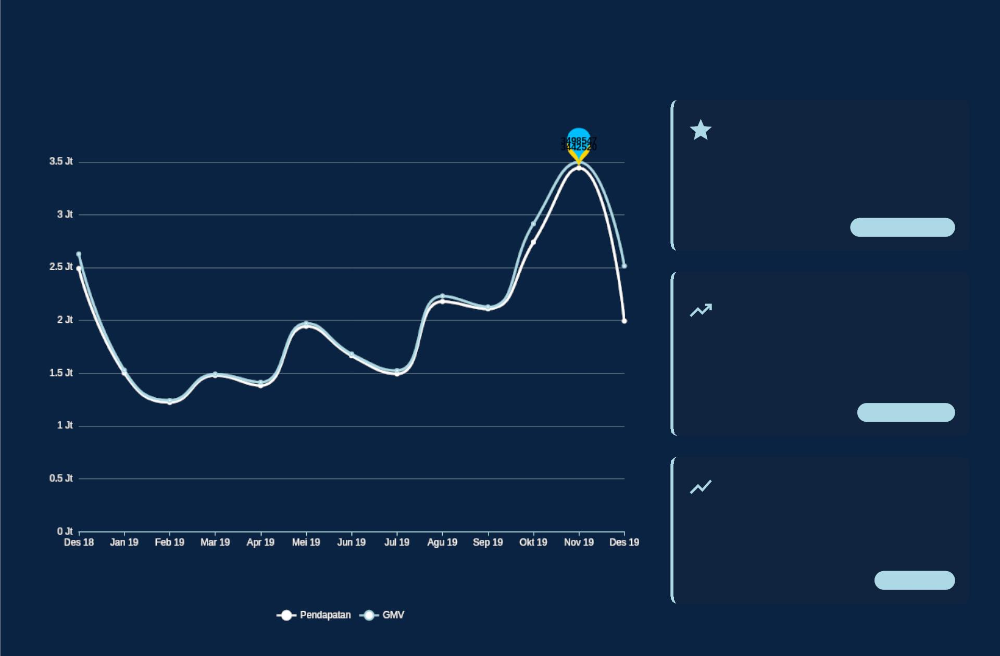 3498547
3442520
3.5 Jt
3 Jt
2.5 Jt
2 Jt
1.5 Jt
1 Jt
0.5 Jt
0 Jt
Des 18 Jan 19 Feb 19 Mar 19 Apr 19 Mei 19 Jun 19 Jul 19 Agu 19 Sep 19 Okt 19 Nov 19 Des 19
Pendapatan GMV